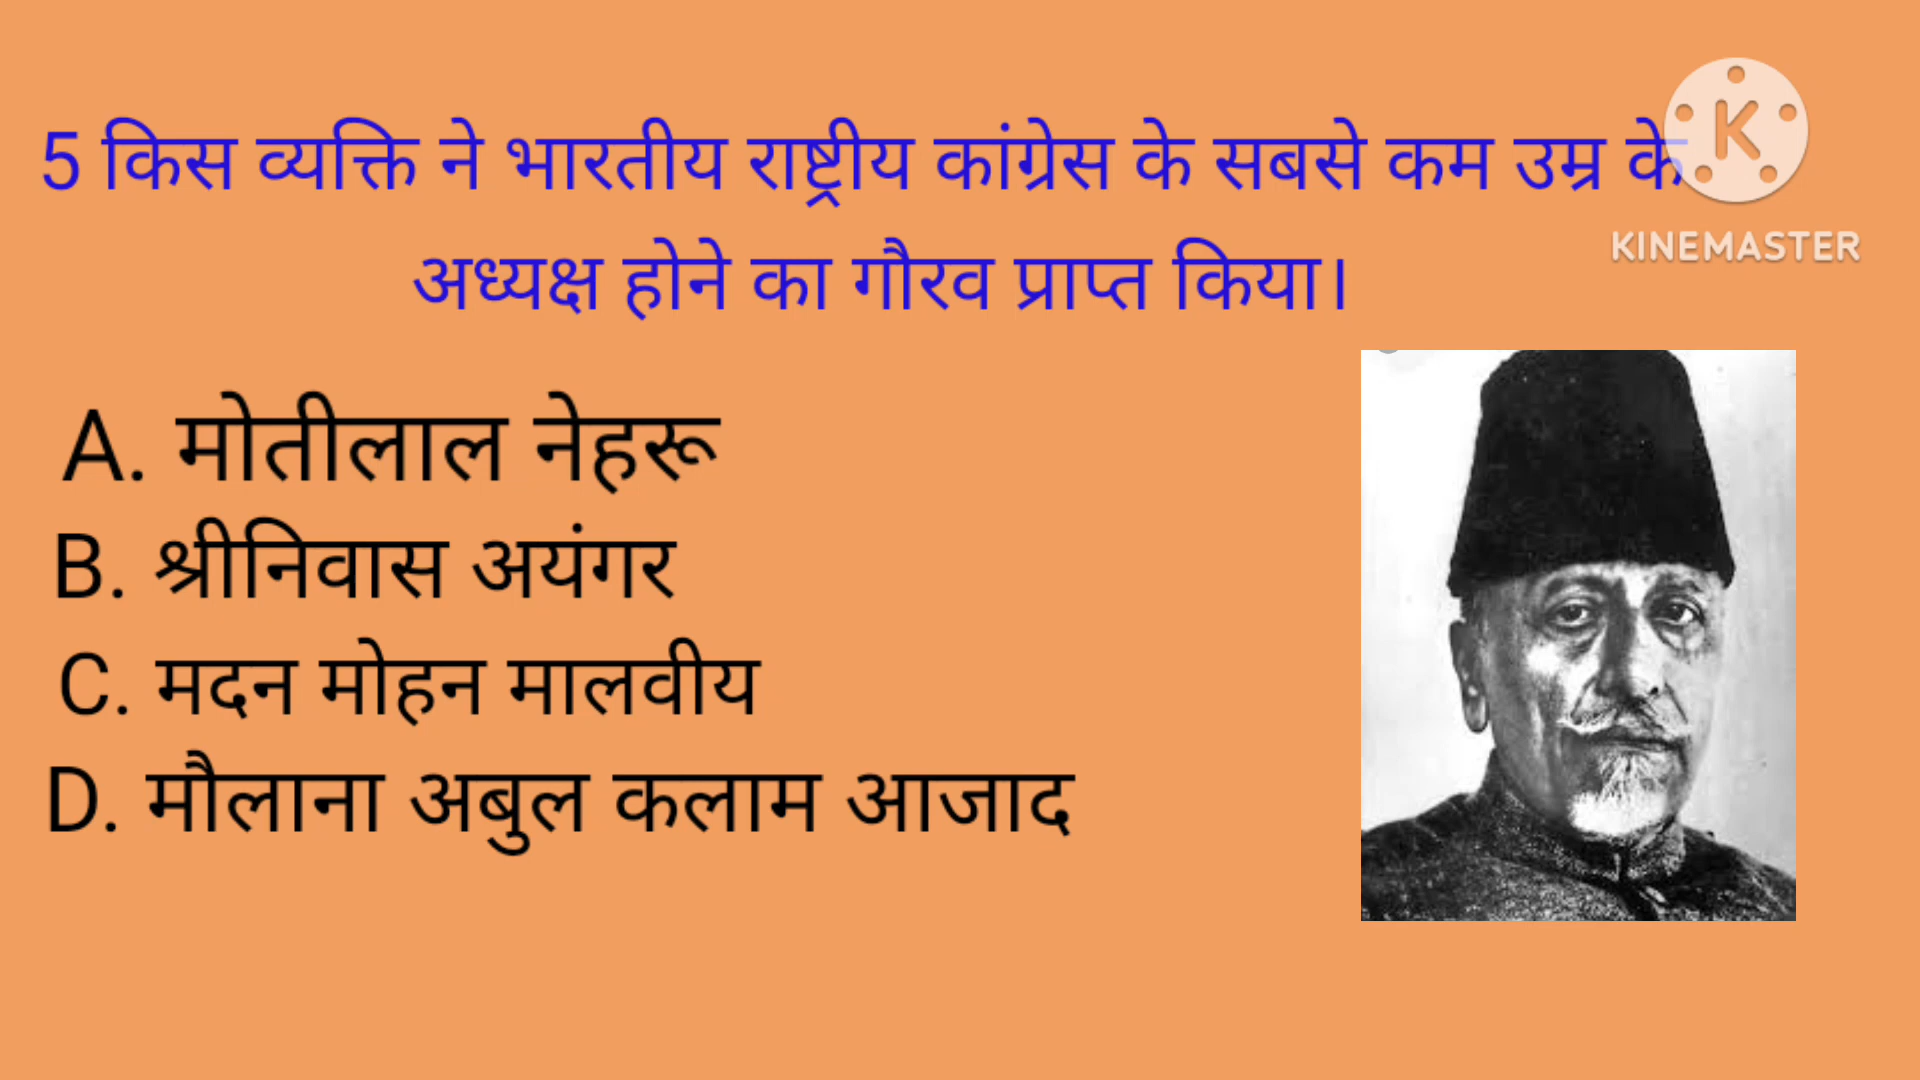 5 किस व्यक्ति ने भारतीय राष्ट्रीय कांग्रेस के सबसे कम उम्र के
अध्यक्ष होने का गौरव प्राप्त किया।
K
KINEMASTER
A. मोतीलाल नेहरू
B. श्रीनिवास अयंगर
C. मदन मोहन मालवीय
D. मौलाना अबुल कलाम आजाद